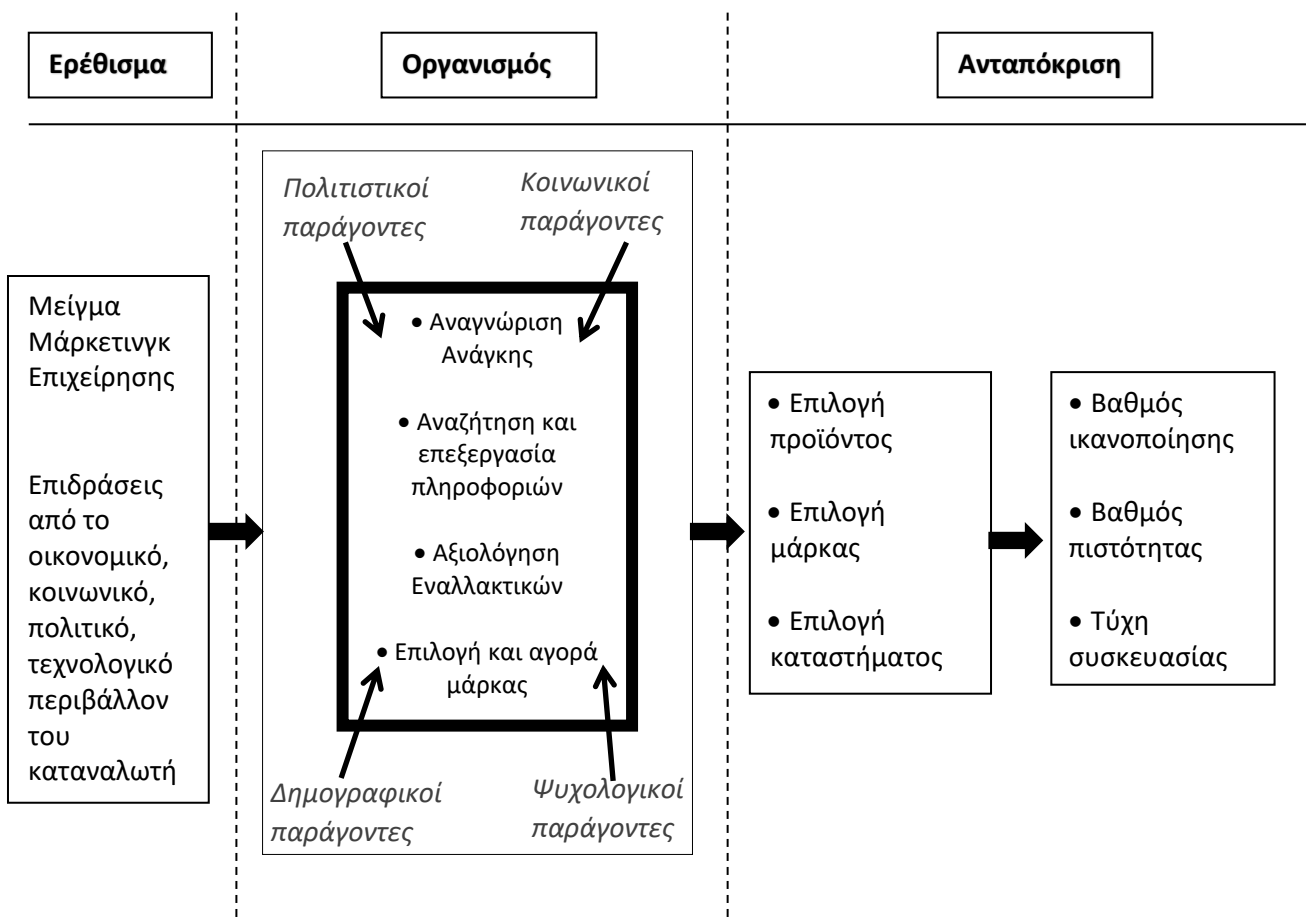 Ερέθισμα
Οργανισμός
Ανταπόκριση
Μείγμα
Μάρκετινγκ
Επιχείρησης
Επιδράσεις
από το
οικονομικό,
κοινωνικό,
πολιτικό,
τεχνολογικό
περιβάλλον
του
καταναλωτή
Πολιτιστικοί
παράγοντες
Κοινωνικοί
παράγοντες
• Αναγνώριση
Ανάγκης
• Αναζήτηση και
επεξεργασία
πληροφοριών
• Αξιολόγηση
Εναλλακτικών
• Επιλογή και αγορά
μάρκας
Δημογραφικοί
παράγοντες
Ψυχολογικοί
παράγοντες
• Επιλογή
προϊόντος
• Επιλογή
μάρκας
• Επιλογή
καταστήματος
• Βαθμός
ικανοποίησης
• Βαθμός
πιστότητας
• Τύχη
συσκευασίας